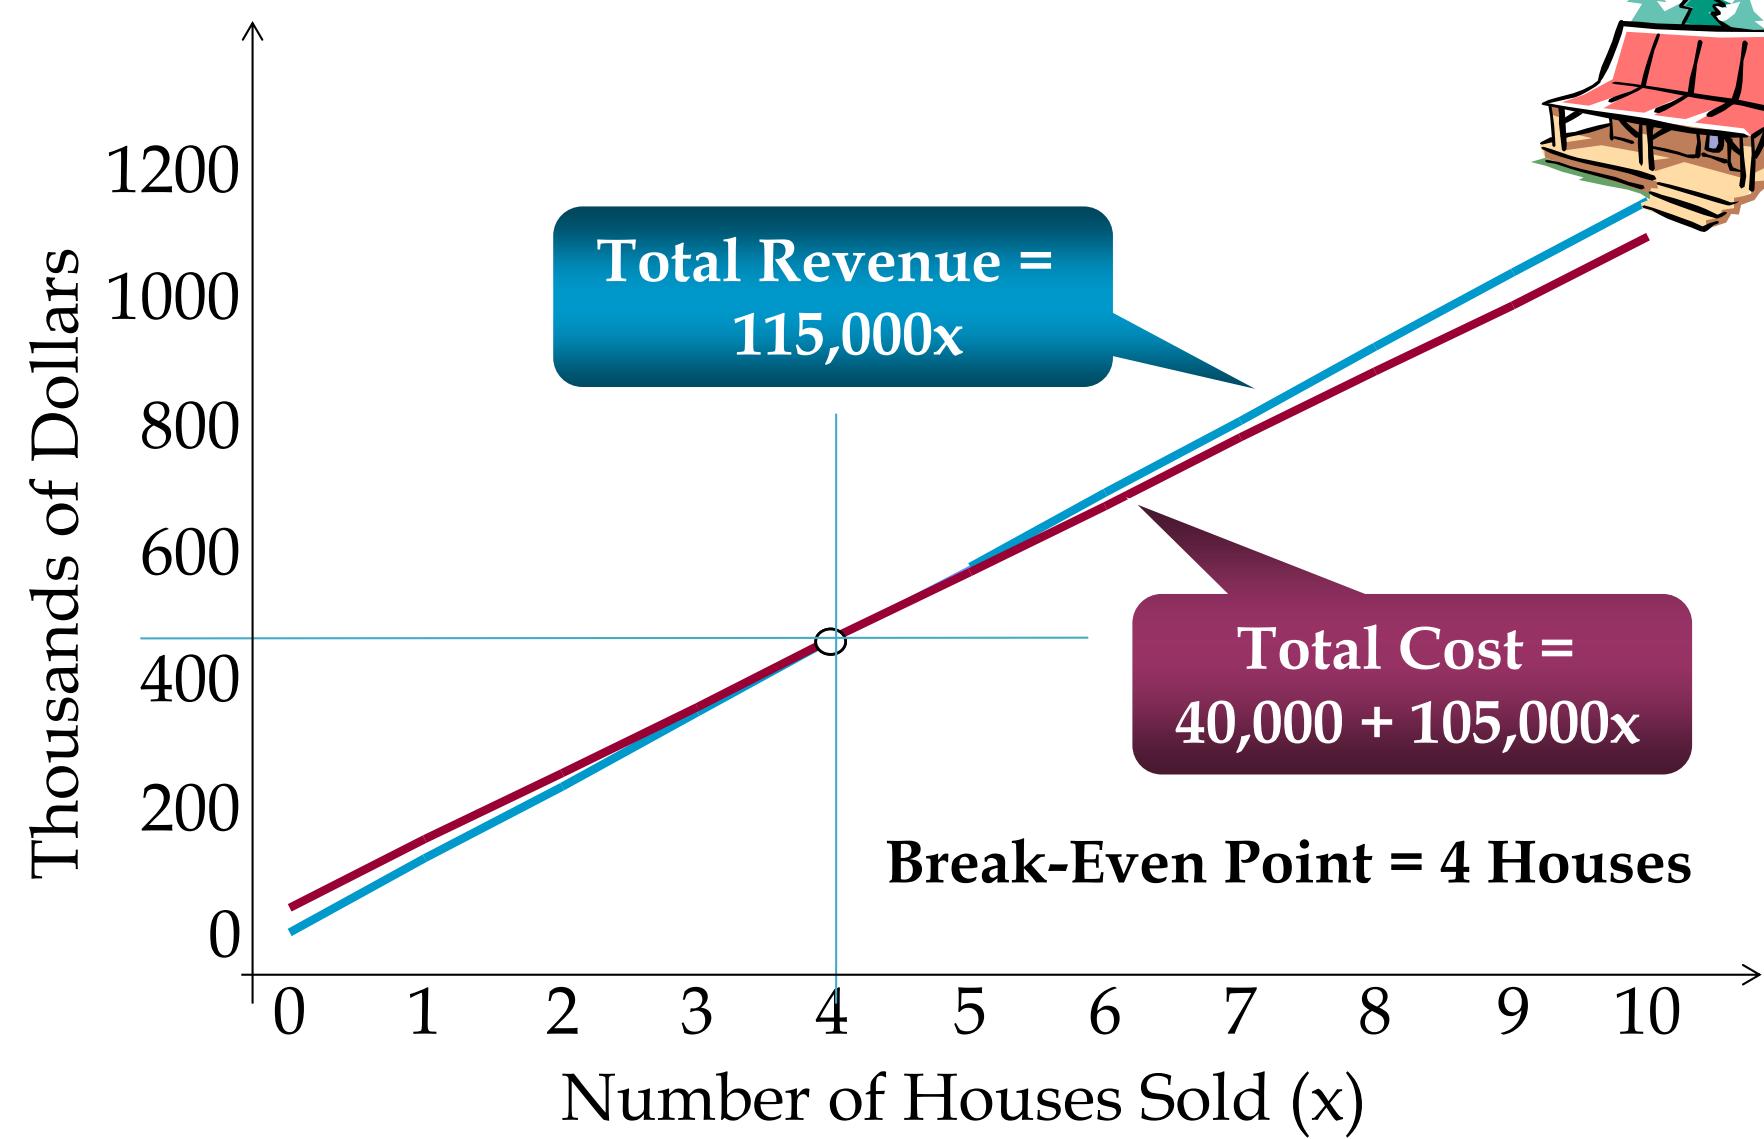 1200
1000
800
600
400
200
0
Thousands of Dollars
Total Revenue =
115,000x
Total Cost =
40,000 + 105,000x
Break-Even Point = 4 Houses
0 1 2 3 4 5 6 7 8 9 10
Number of Houses Sold (x)